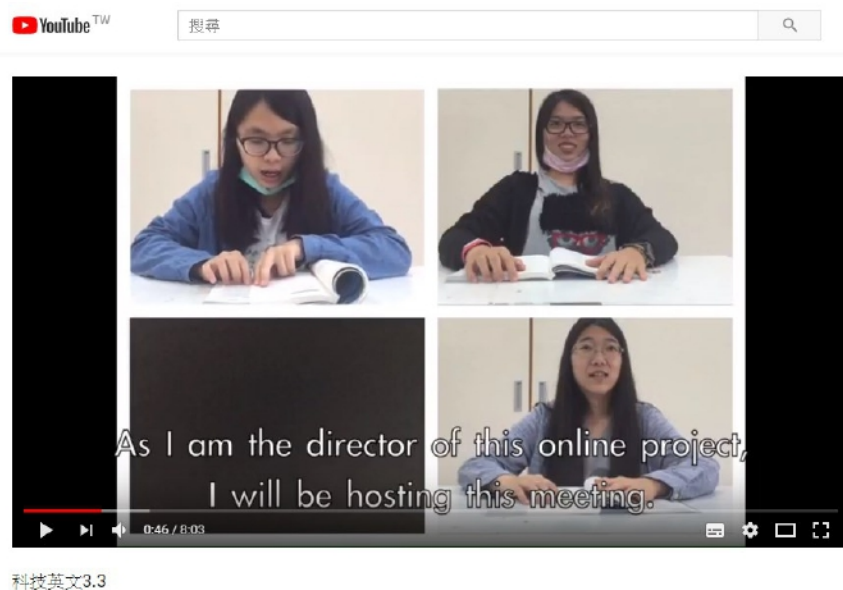 YouTube TW
搜尋
As I am the director of this online project,
I will be hosting this meeting.
0:46 / 8:03
科技英文3.3